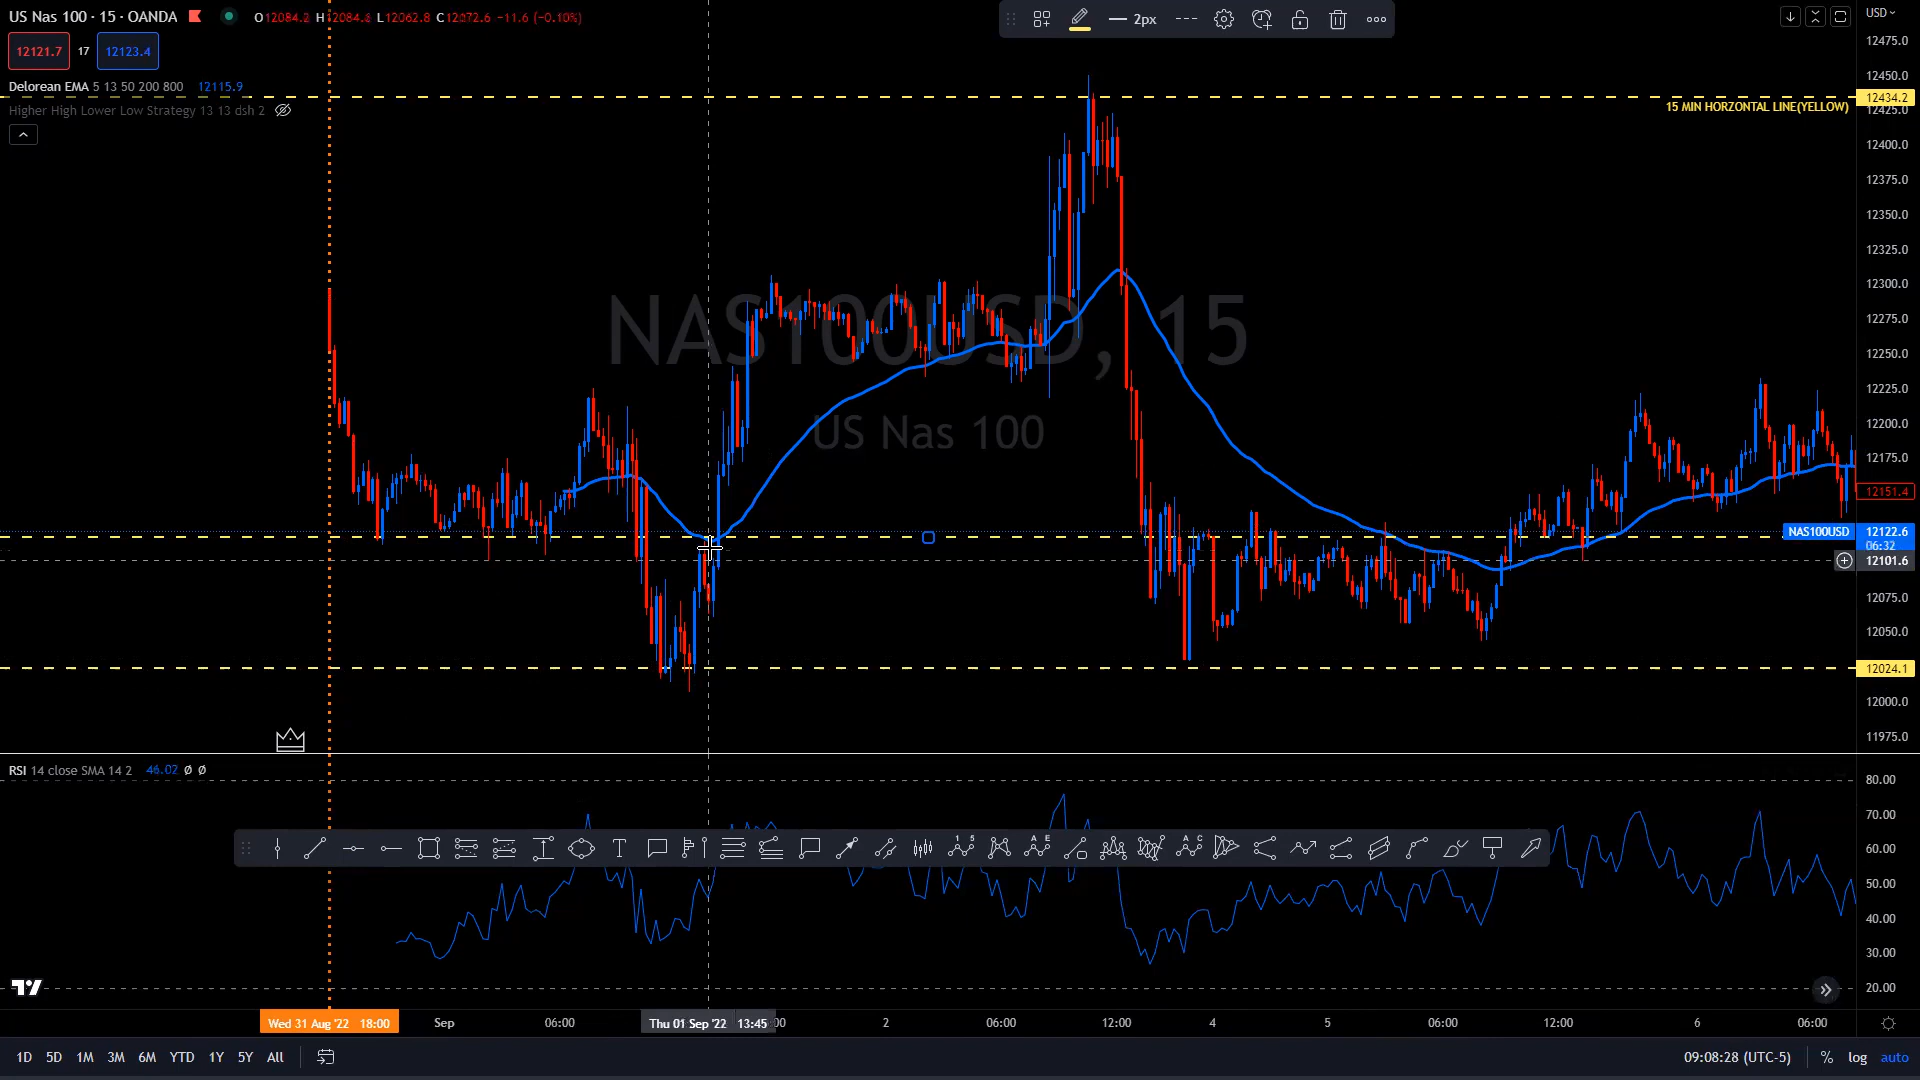 US Nas 100 · 15 · OANDA
O12084.2 H12084.2 L12062.8 C12072.6 −11.6 (−0.10%)
2px
USD
12121.7 17 12123.4
Delorean EMA 5 13 50 200 800 12115.9
Higher High Lower Low Strategy 13 13 dsh 2
15 MIN HORZONTAL LINE(YELLOW)
12475.0
12450.0
12434.2
12425.0
12400.0
12375.0
12350.0
12325.0
12300.0
12275.0
12250.0
12225.0
12200.0
12175.0
12151.4
NAS100USD 12122.6
06:32
12101.6
12075.0
12050.0
12024.1
12000.0
11975.0
NAS100USD, 15
US Nas 100
RSI 14 close SMA 14 2 46.02 Ø Ø
80.00
70.00
60.00
50.00
40.00
30.00
20.00
Wed 31 Aug '22 18:00
Sep
06:00
Thu 01 Sep '22 13:45
:00
2
06:00
12:00
4
5
06:00
12:00
6
06:00
1D 5D 1M 3M 6M YTD 1Y 5Y All
09:08:28 (UTC-5) % log auto